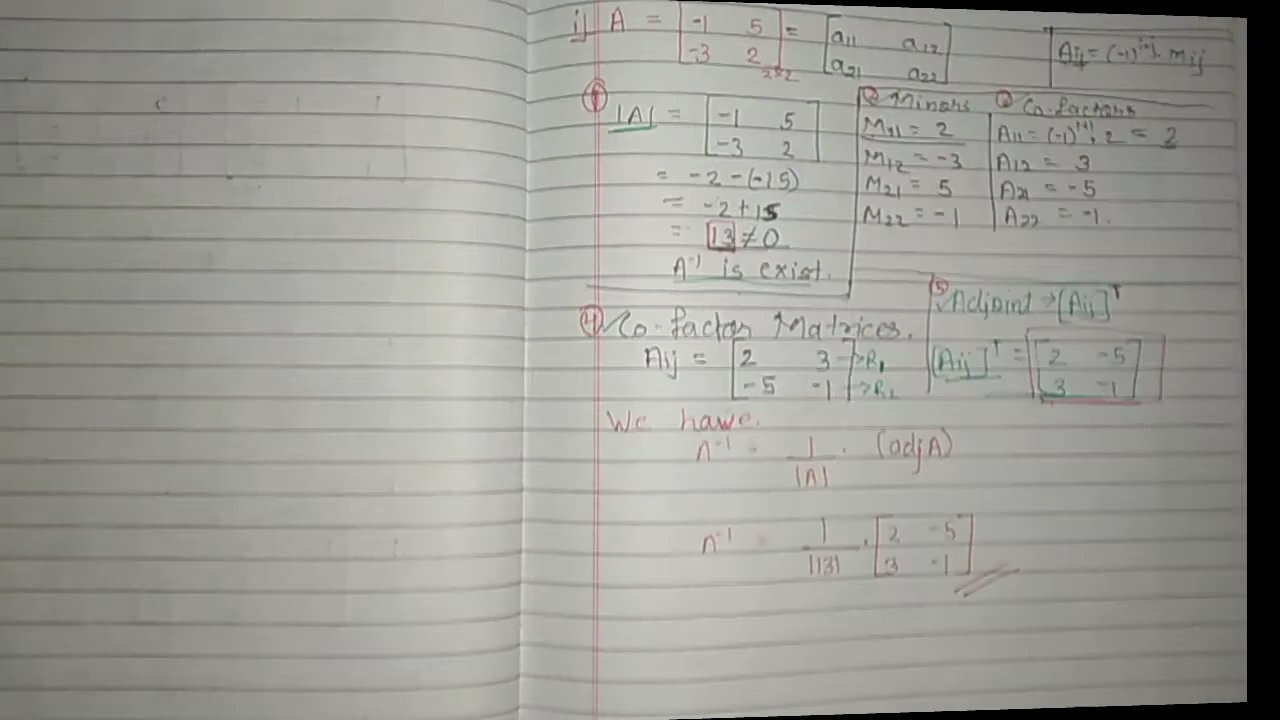 i) A = [-1 5 -3 2] 2x2 = [a11 a12 a21 a22]
Aij = (-1)^i+j . mij
① |A| = [-1 5 -3 2]
= -2-(-15)
= -2+15
= 13 ≠ 0
A⁻¹ is exist.
② Minors
M11 = 2
M12 = -3
M21 = 5
M22 = -1
Co-factors
A11 = (-1)^1+1 . 2 = 2
A12 = 3
A21 = -5
A22 = -1.
④ Co-factor Matrices.
Aij = [2 3 -5 -1] →R1 →R2
⑤ Adjoint → [Aij]^T
[Aij]^T = [2 -5 3 -1]
We have.
A⁻¹ = 1/|A| . (adj A)
A⁻¹ = 1/|13| . [2 -5 3 -1]